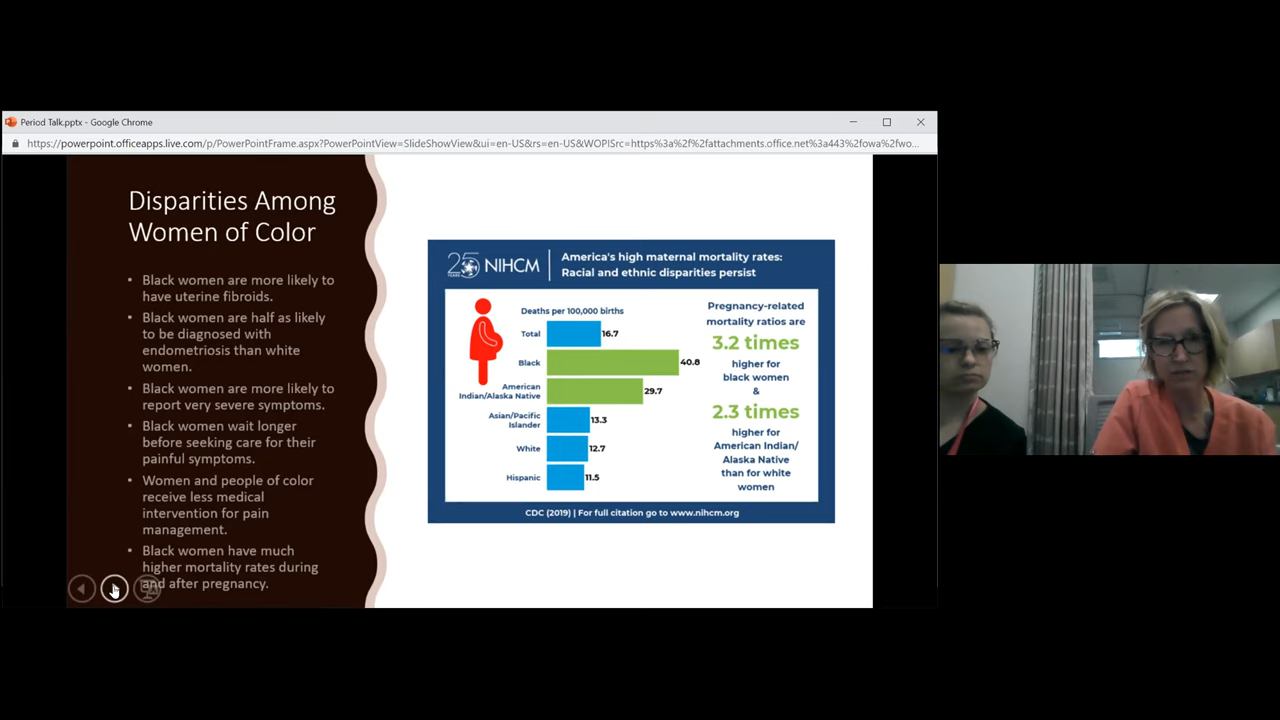 Period Talk.pptx - Google Chrome
https://powerpoint.officeapps.live.com/p/PowerPointFrame.aspx?PowerPointView=SlideShowView&ui=en-US&rs=en-US&WOPISrc=https%3a%2f%2fattachments.office.net%3a443%2fowa%2fwo...
Disparities Among
Women of Color
• Black women are more likely to
have uterine fibroids.
• Black women are half as likely
to be diagnosed with
endometriosis than white
women.
• Black women are more likely to
report very severe symptoms.
• Black women wait longer
before seeking care for their
painful symptoms.
• Women and people of color
receive less medical
intervention for pain
management.
• Black women have much
higher mortality rates during
and after pregnancy.
25 NIHCM
YEARS
America's high maternal mortality rates:
Racial and ethnic disparities persist
Deaths per 100,000 births
Total 16.7
Black 40.8
American
Indian/Alaska Native 29.7
Asian/Pacific
Islander 13.3
White 12.7
Hispanic 11.5
Pregnancy-related
mortality ratios are
3.2 times
higher for
black women
&
2.3 times
higher for
American Indian/
Alaska Native
than for white
women
CDC (2019) | For full citation go to www.nihcm.org